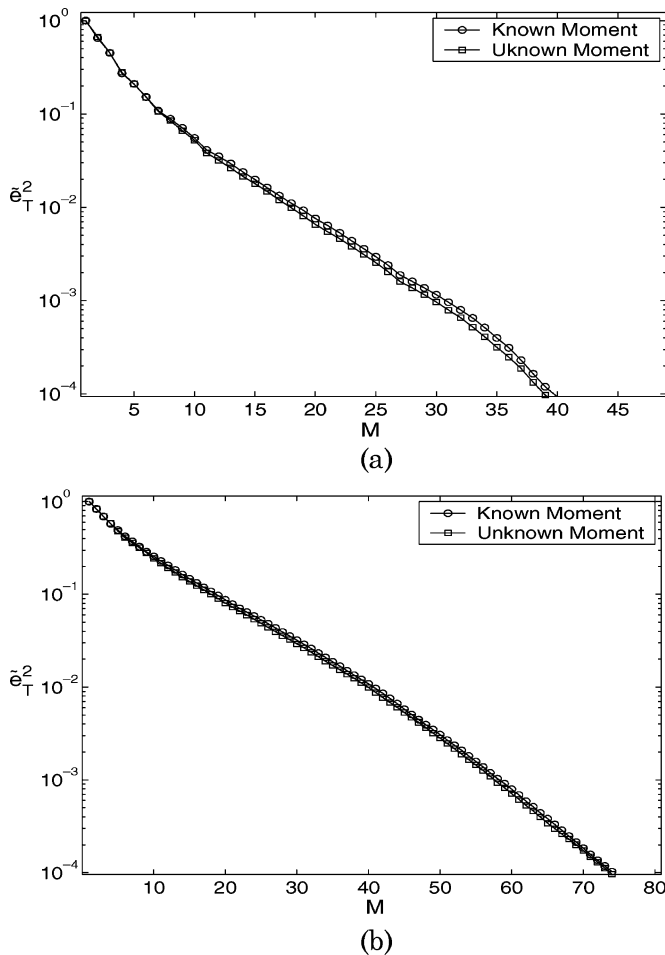 10^0
Known Moment
Uknown Moment
10^-1
ẽ_T^2
10^-2
10^-3
10^-4
5 10 15 20 25 30 35 40 45
M
(a)
10^0
Known Moment
Unknown Moment
10^-1
ẽ_T^2
10^-2
10^-3
10^-4
10 20 30 40 50 60 70 80
M
(b)